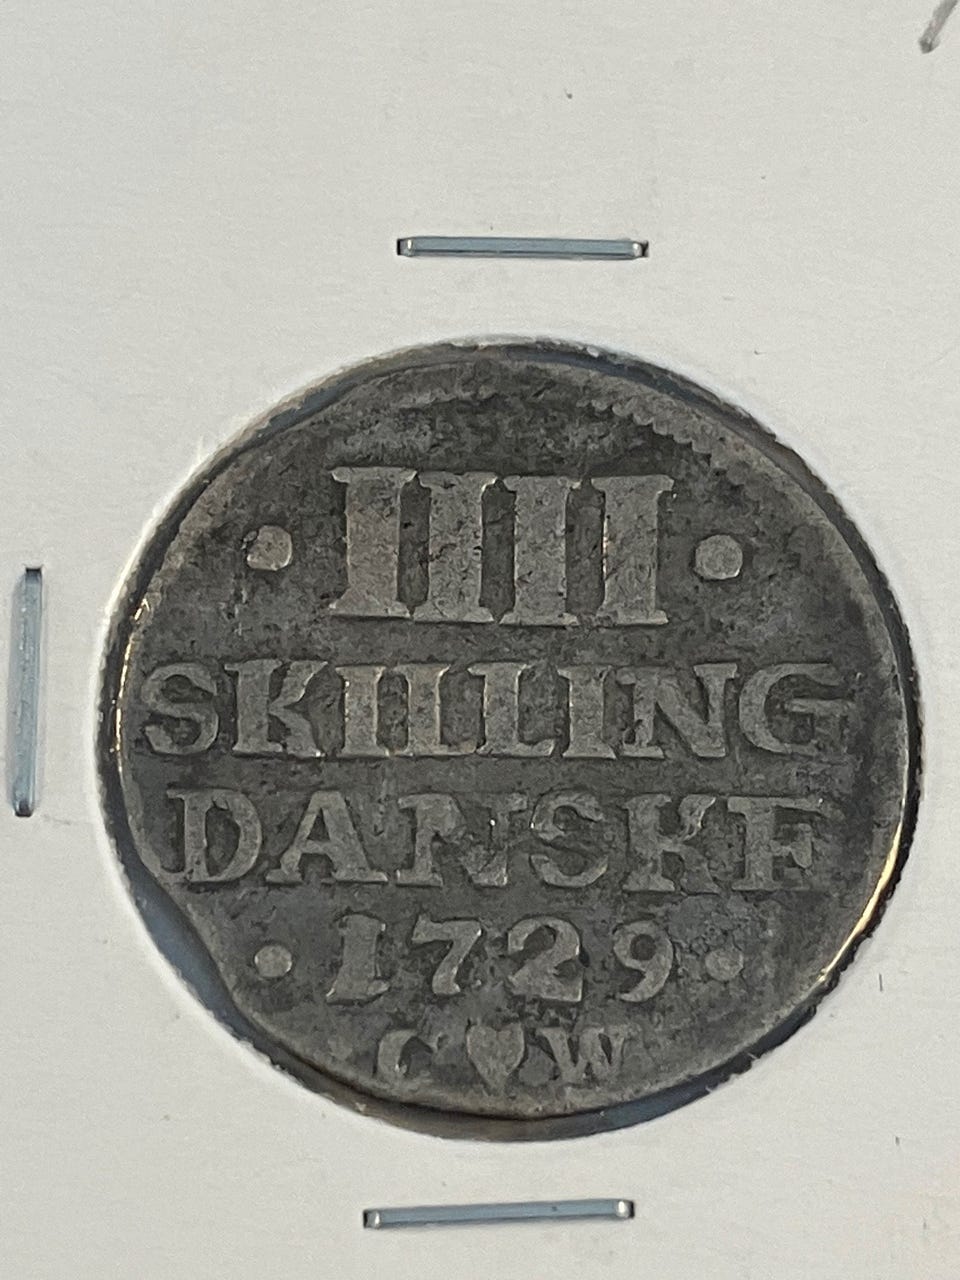 · IIII ·
SKILLING
DANSKE
· 1729 ·
C♥W